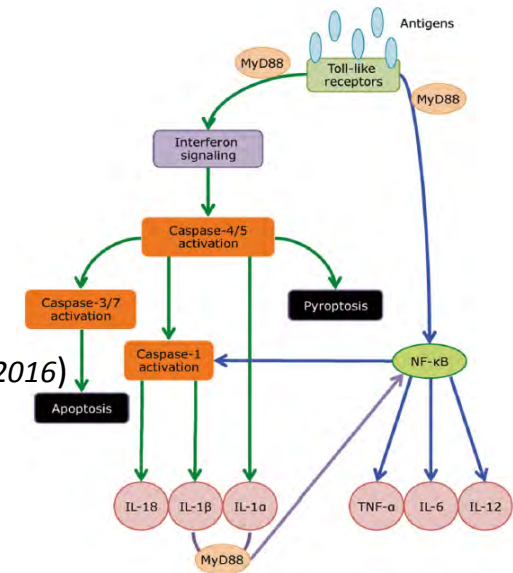 Antigens
MyD88
Toll-like
receptors
MyD88
Interferon
signaling
Caspase-4/5
activation
Caspase-3/7
activation
Pyroptosis
Caspase-1
activation
NF-κB
2016)
Apoptosis
IL-18
IL-1β
IL-1α
TNF-α
IL-6
IL-12
MyD88